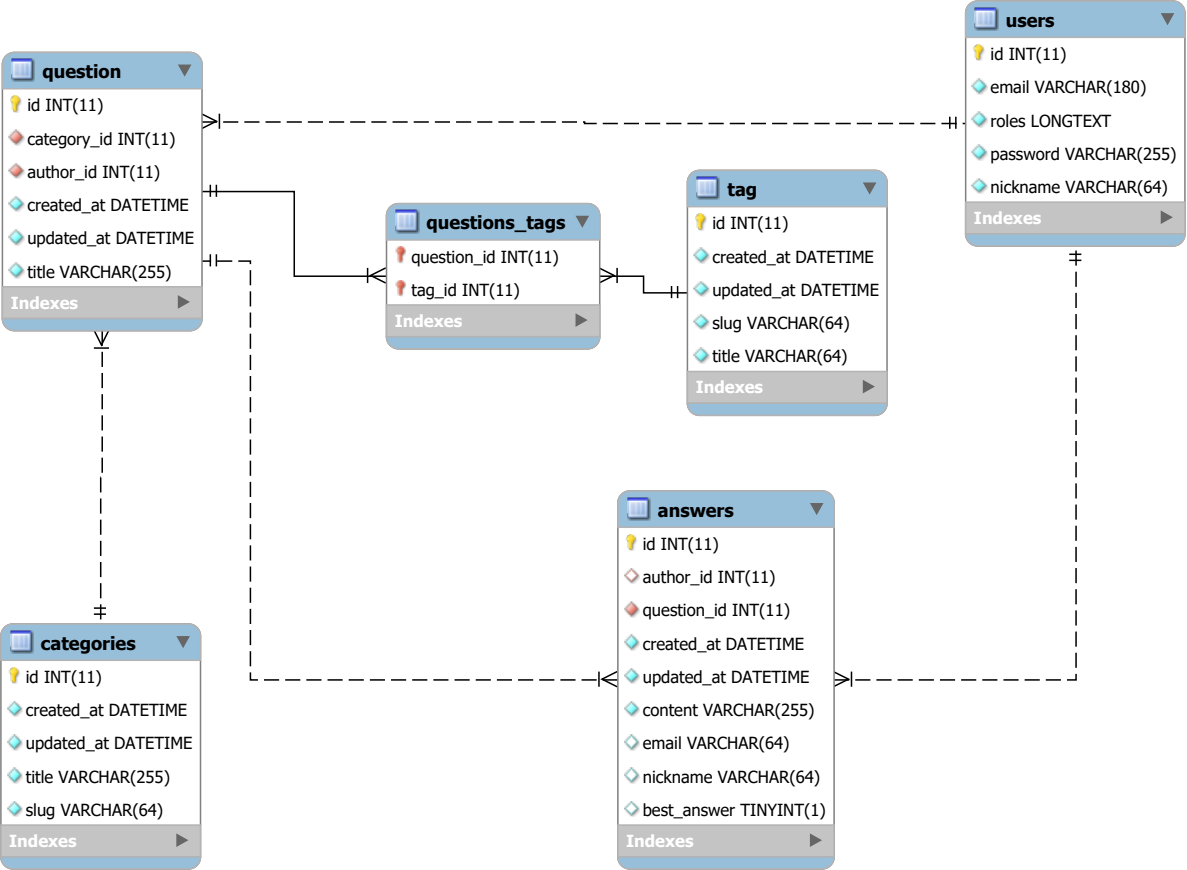 question
id INT(11)
category_id INT(11)
author_id INT(11)
created_at DATETIME
updated_at DATETIME
title VARCHAR(255)
Indexes
users
id INT(11)
email VARCHAR(180)
roles LONGTEXT
password VARCHAR(255)
nickname VARCHAR(64)
Indexes
questions_tags
question_id INT(11)
tag_id INT(11)
Indexes
tag
id INT(11)
created_at DATETIME
updated_at DATETIME
slug VARCHAR(64)
title VARCHAR(64)
Indexes
categories
id INT(11)
created_at DATETIME
updated_at DATETIME
title VARCHAR(255)
slug VARCHAR(64)
Indexes
answers
id INT(11)
author_id INT(11)
question_id INT(11)
created_at DATETIME
updated_at DATETIME
content VARCHAR(255)
email VARCHAR(64)
nickname VARCHAR(64)
best_answer TINYINT(1)
Indexes